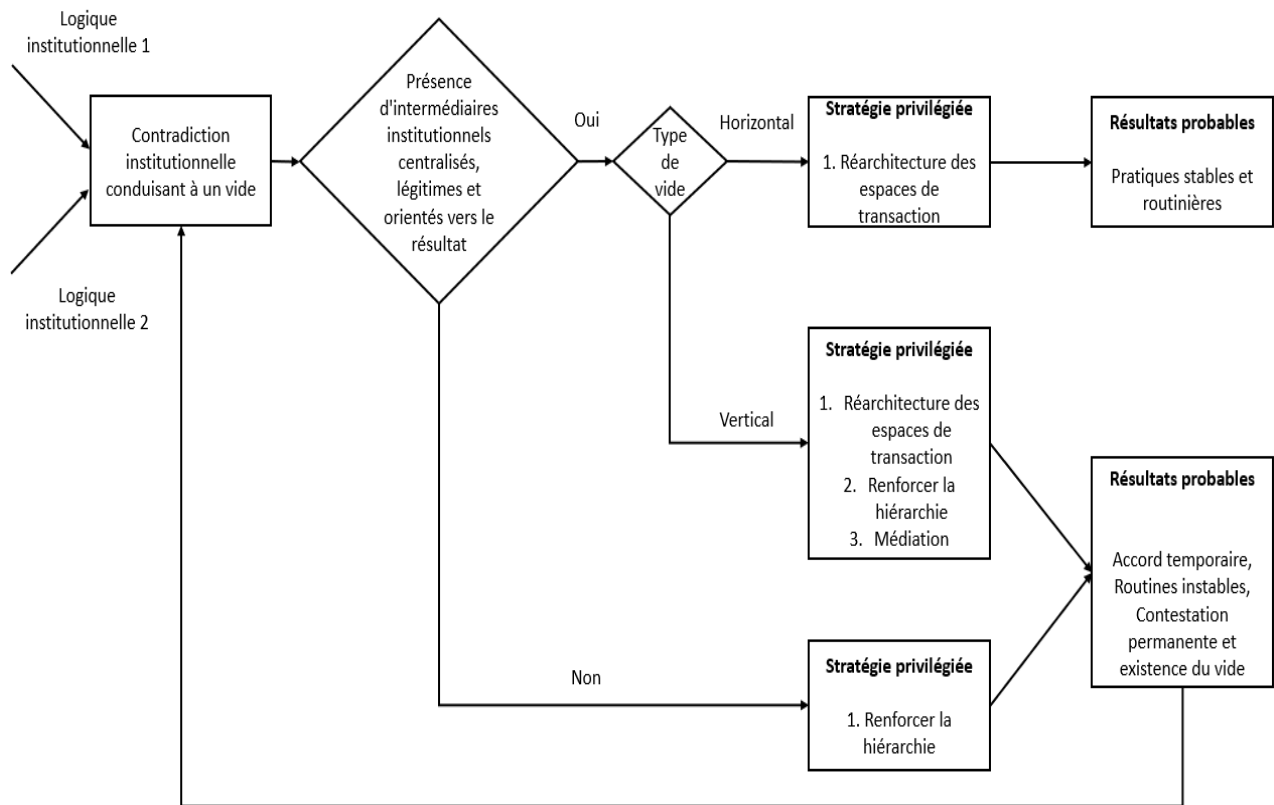 Logique
institutionnelle 1
Contradiction
institutionnelle
conduisant à un vide
Logique
institutionnelle 2
Présence
d'intermédiaires
institutionnels
centralisés,
légitimes et
orientés vers le
résultat
Oui
Type
de
vide
Horizontal
Stratégie privilégiée
1. Réarchitecture des
espaces de
transaction
Résultats probables
Pratiques stables et
routinières
Vertical
Stratégie privilégiée
1. Réarchitecture des
espaces de
transaction
2. Renforcer la
hiérarchie
3. Médiation
Résultats probables
Accord temporaire,
Routines instables,
Contestation
permanente et
existence du vide
Non
Stratégie privilégiée
1. Renforcer la
hiérarchie